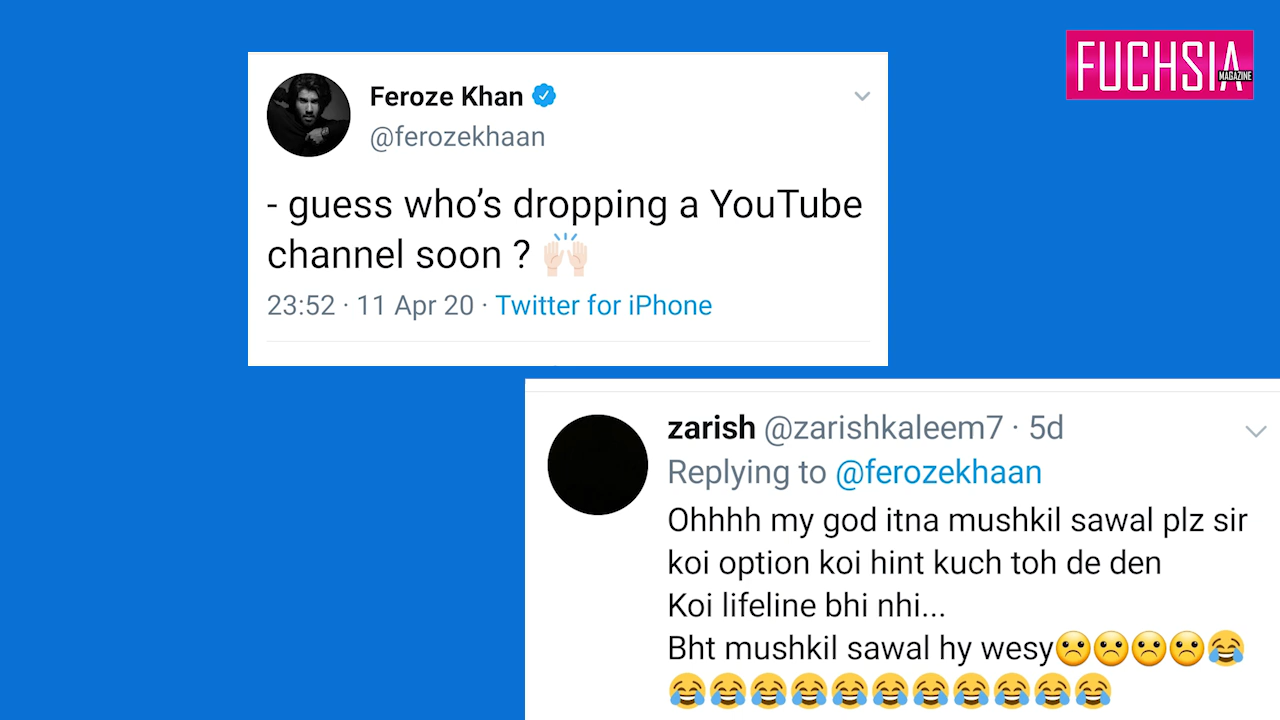 FUCHSIA
MAGAZINE
Feroze Khan
@ferozekhaan
- guess who’s dropping a YouTube
channel soon ? 🙌🏻
23:52 · 11 Apr 20 · Twitter for iPhone
zarish @zarishkaleem7 · 5d
Replying to @ferozekhaan
Ohhhh my god itna mushkil sawal plz sir
koi option koi hint kuch toh de den
Koi lifeline bhi nhi...
Bht mushkil sawal hy wesy☹️☹️☹️☹️😂
😂😂😂😂😂😂😂😂😂😂😂